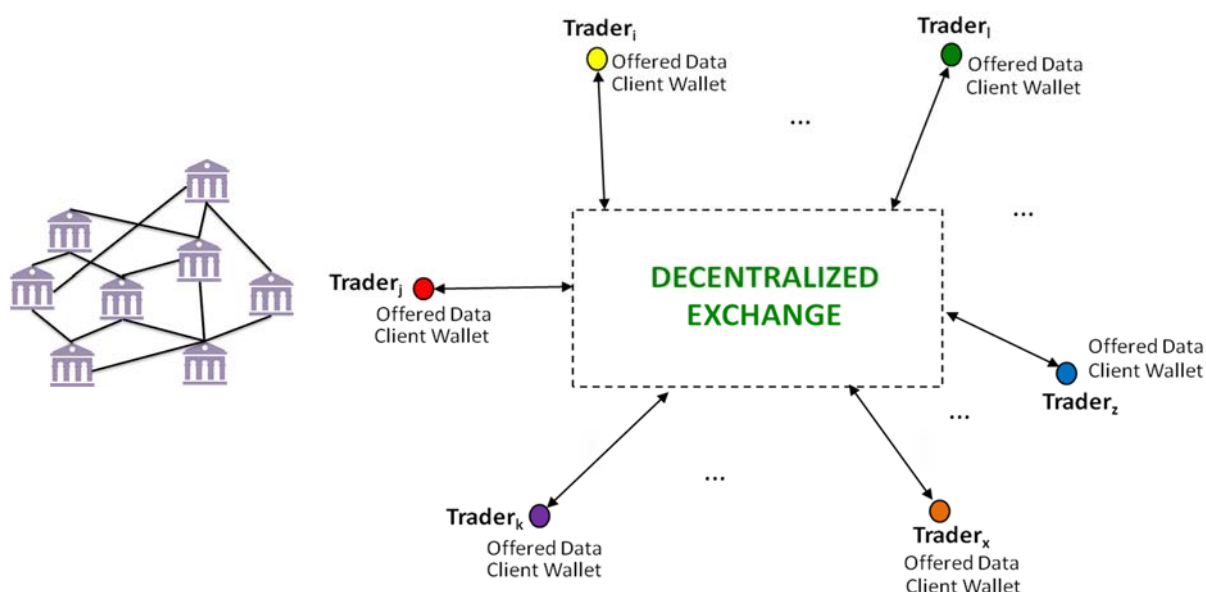 Trader_i
Offered Data
Client Wallet
Trader_l
Offered Data
Client Wallet
...
...
DECENTRALIZED
EXCHANGE
Trader_j
Offered Data
Client Wallet
Offered Data
Client Wallet
Trader_z
...
...
Trader_k
Offered Data
Client Wallet
Trader_x
Offered Data
Client Wallet